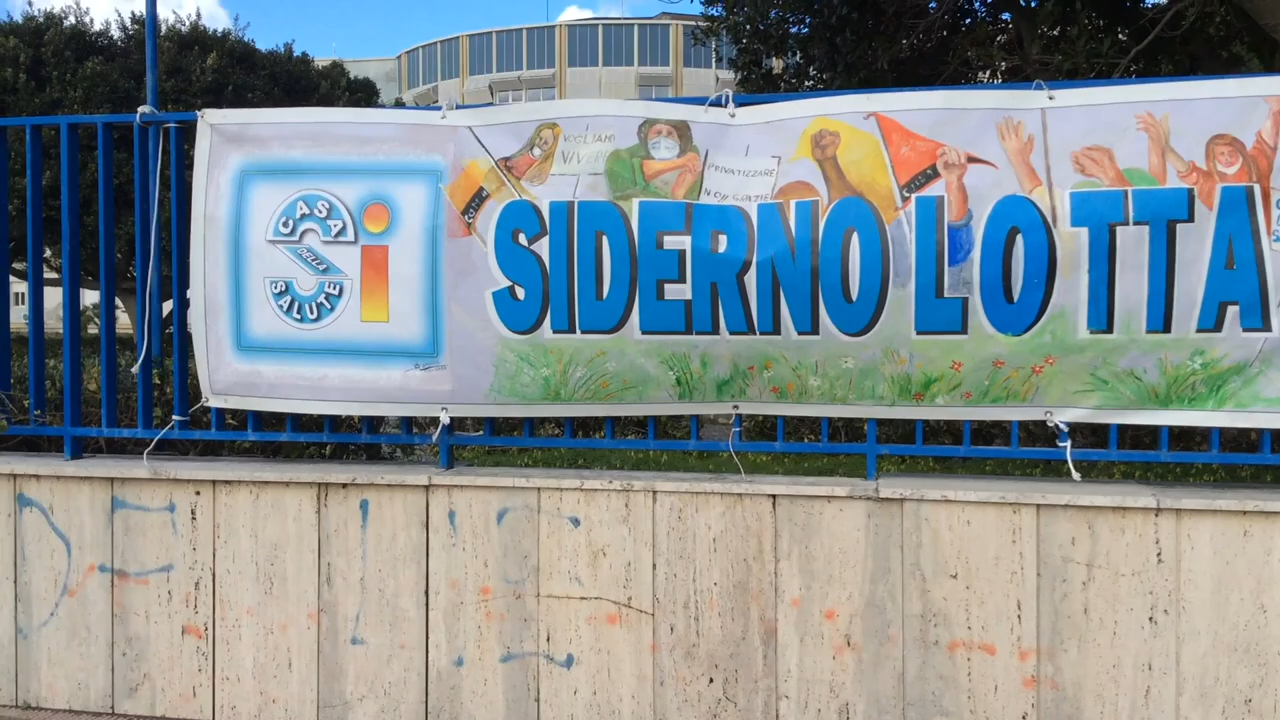 CASA
DELLA
SALUTE
i
VOGLIAMO
VIVERE
PRIVATIZZARE
NO GRAZIE
SIDERNO LOTTA